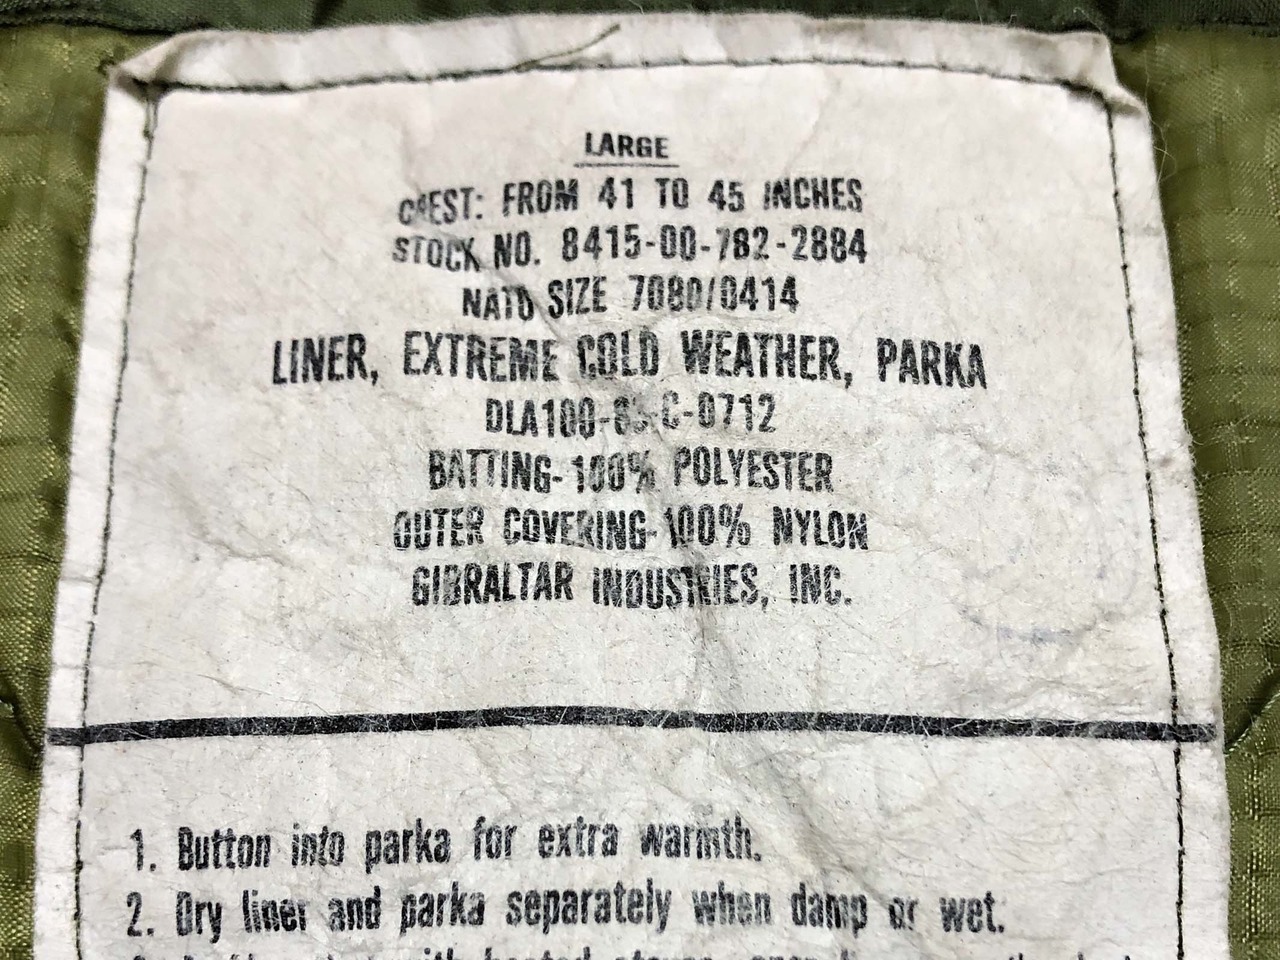 LARGE
CHEST: FROM 41 TO 45 INCHES
STOCK NO. 8415-00-782-2884
NATO SIZE 7080/0414
LINER, EXTREME COLD WEATHER, PARKA
BATTING-100% POLYESTER
OUTER COVERING-100% NYLON
GIBRALTAR INDUSTRIES, INC.
1. Button into parka for extra warmth.
2. Dry liner and parka separately when damp or wet.